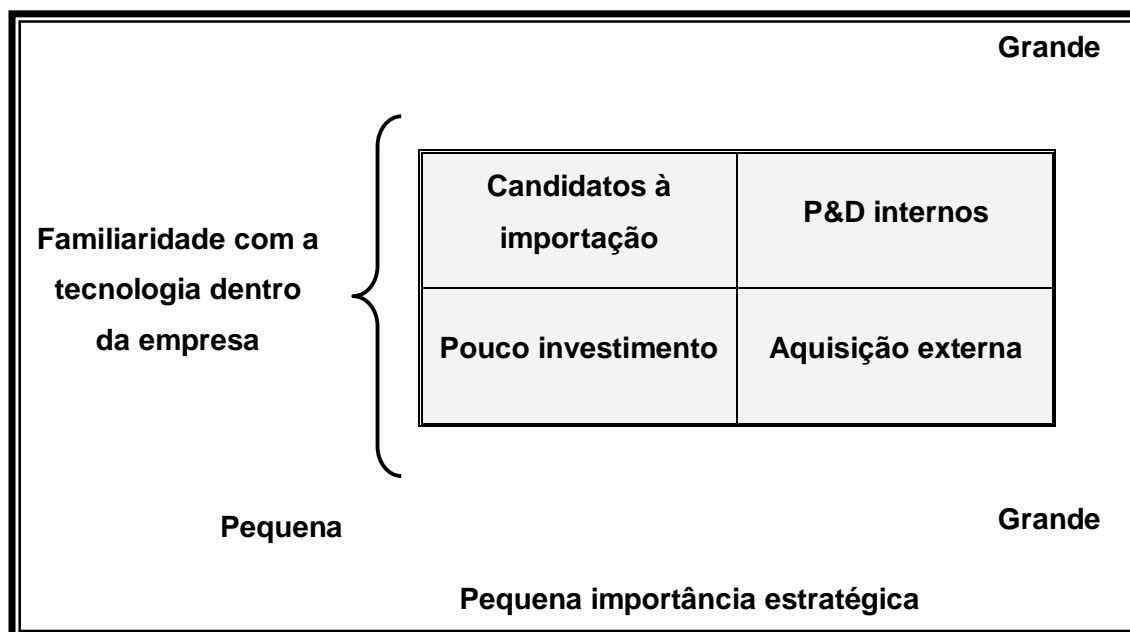 Grande
Candidatos à
importação
P&D internos
Familiaridade com a
tecnologia dentro
da empresa
Pouco investimento
Aquisição externa
Pequena
Grande
Pequena importância estratégica